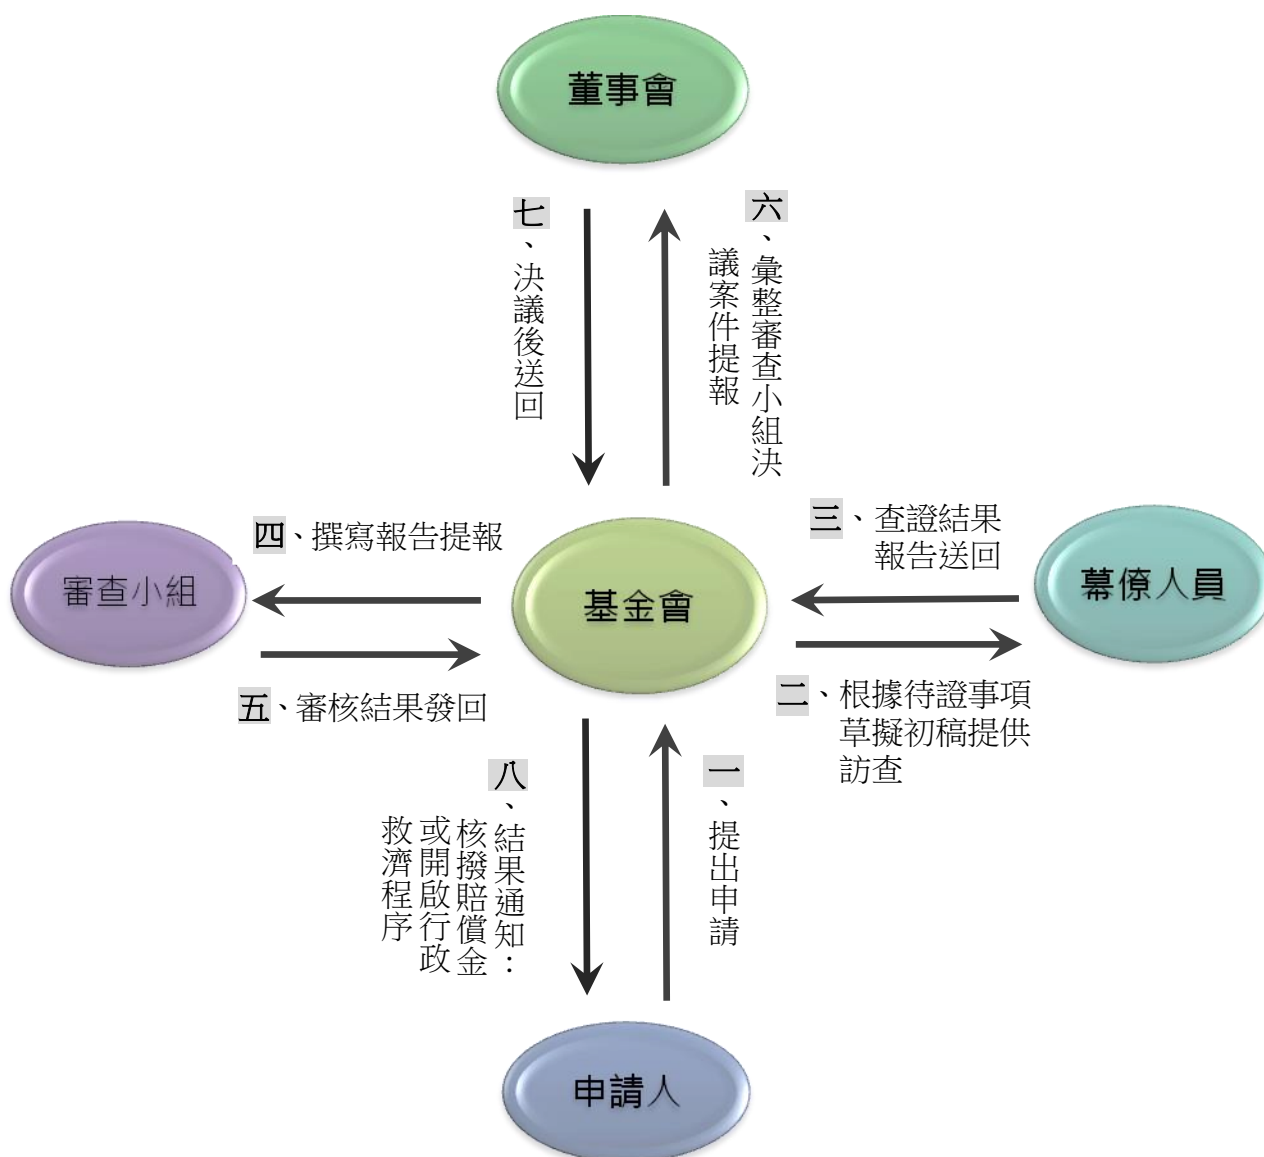 董事會
七、決議後送回
六、彙整審查小組決
議案件提報
四、撰寫報告提報
三、查證結果
報告送回
審查小組
基金會
幕僚人員
五、審核結果發回
二、根據待證事項
草擬初稿提供
訪查
八、結果通知：
核撥賠償金
或開啟行政
救濟程序
一、提出申請
申請人